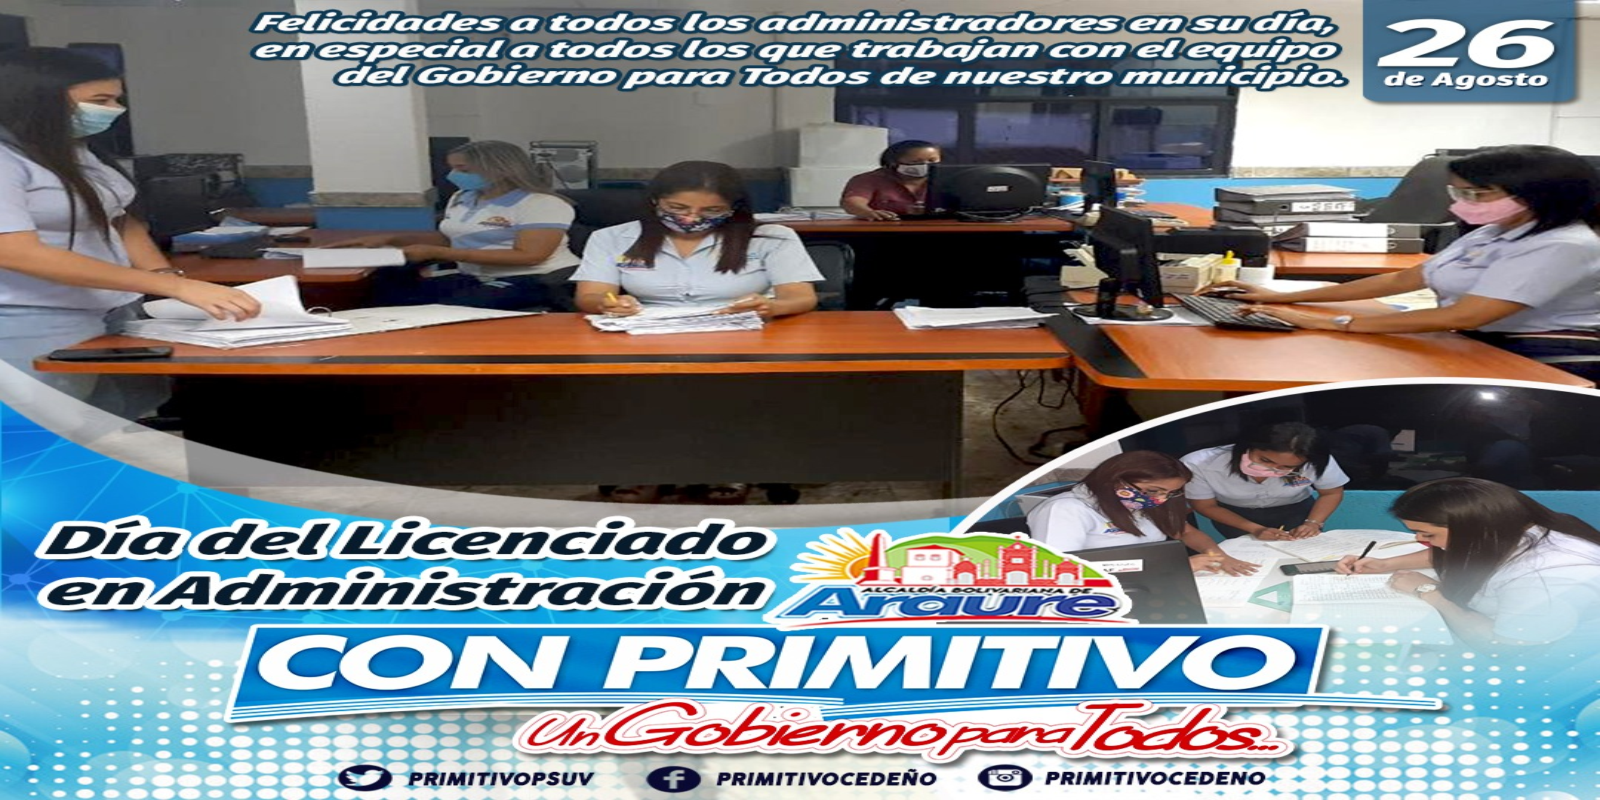 Felicidades a todos los administradores en su día,
en especial a todos los que trabajan con el equipo
del Gobierno para Todos de nuestro municipio.
26
de Agosto
Día del Licenciado
en Administración
ALCALDÍA BOLIVARIANA DE
Araure
CON PRIMITIVO
Un Gobierno para Todos...
PRIMITIVOPSUV
PRIMITIVOCEDEÑO
PRIMITIVOCEDENO